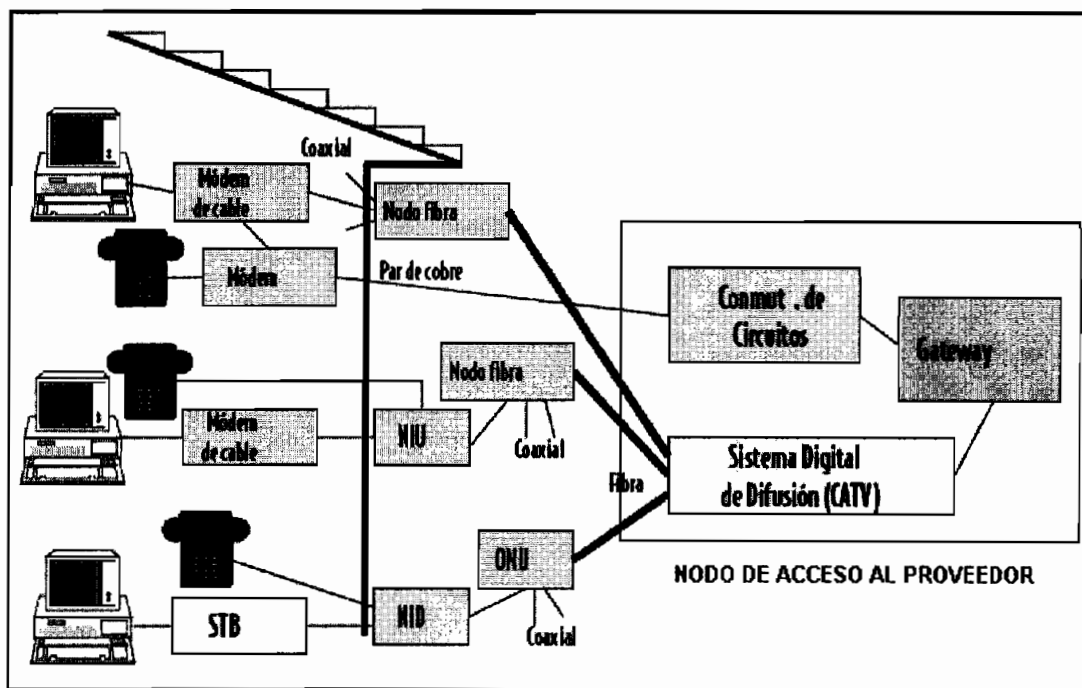 Coaxial
Módem
de cable
Nodo fibra
Módem
Par de cobre
Conmut . de
Circuitos
Gateway
Nodo fibra
Módem
de cable
NIU
Coaxial
Fibra
Sistema Digital
de Difusión (CATV)
ONU
NODO DE ACCESO AL PROVEEDOR
STB
NID
Coaxial